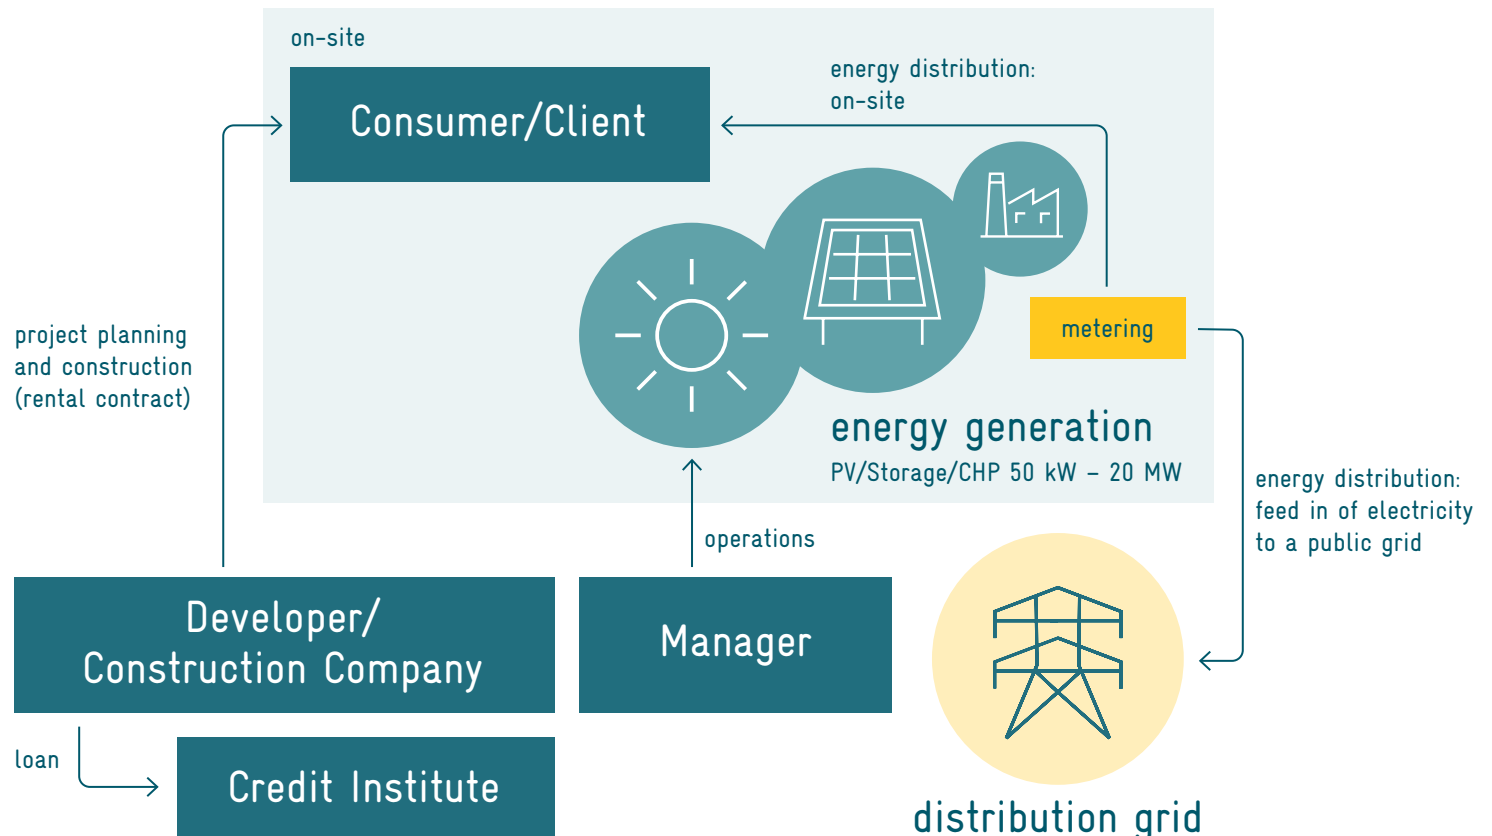 on-site
Consumer/Client
energy distribution:
on-site
metering
project planning
and construction
(rental contract)
energy generation
PV/Storage/CHP 50 kW – 20 MW
energy distribution:
feed in of electricity
to a public grid
operations
Developer/
Construction Company
Manager
loan
Credit Institute
distribution grid